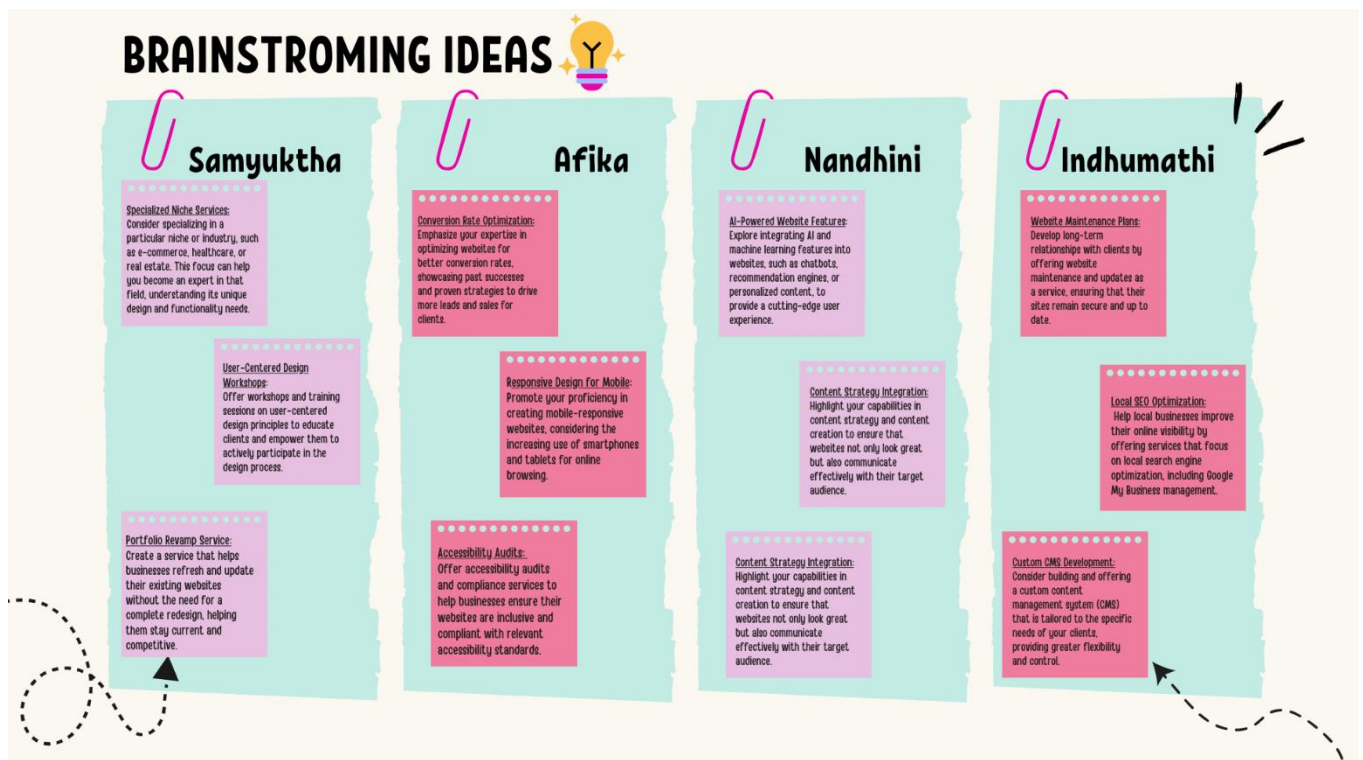 BRAINSTROMING IDEAS
Samyuktha
Specialized Niche Services:
Consider specializing in a
particular niche or industry, such
as e-commerce, healthcare, or
real estate. This focus can help
you become an expert in that
field, understanding its unique
design and functionality needs.
User-Centered Design
Workshops:
Offer workshops and training
sessions on user-centered
design principles to educate
clients and empower them to
actively participate in the
design process.
Portfolio Revamp Service:
Create a service that helps
businesses refresh and update
their existing websites
without the need for a
complete redesign, helping
them stay current and
competitive.
Afika
Conversion Rate Optimization:
Emphasize your expertise in
optimizing websites for
better conversion rates,
showcasing past successes
and proven strategies to drive
more leads and sales for
clients.
Responsive Design for Mobile:
Promote your proficiency in
creating mobile-responsive
websites, considering the
increasing use of smartphones
and tablets for online
browsing.
Accessibility Audits:
Offer accessibility audits
and compliance services to
help businesses ensure their
websites are inclusive and
compliant with relevant
accessibility standards.
Nandhini
AI-Powered Website Features:
Explore integrating AI and
machine learning features into
websites, such as chatbots,
recommendation engines, or
personalized content, to
provide a cutting-edge user
experience.
Content Strategy Integration:
Highlight your capabilities in
content strategy and content
creation to ensure that
websites not only look great
but also communicate
effectively with their target
audience.
Content Strategy Integration:
Highlight your capabilities in
content strategy and content
creation to ensure that
websites not only look great
but also communicate
effectively with their target
audience.
Indhumathi
Website Maintenance Plans:
Develop long-term
relationships with clients by
offering website
maintenance and updates as
a service, ensuring that their
sites remain secure and up to
date.
Local SEO Optimization:
Help local businesses improve
their online visibility by
offering services that focus
on local search engine
optimization, including Google
My Business management.
Custom CMS Development:
Consider building and offering
a custom content
management system (CMS)
that is tailored to the specific
needs of your clients,
providing greater flexibility
and control.